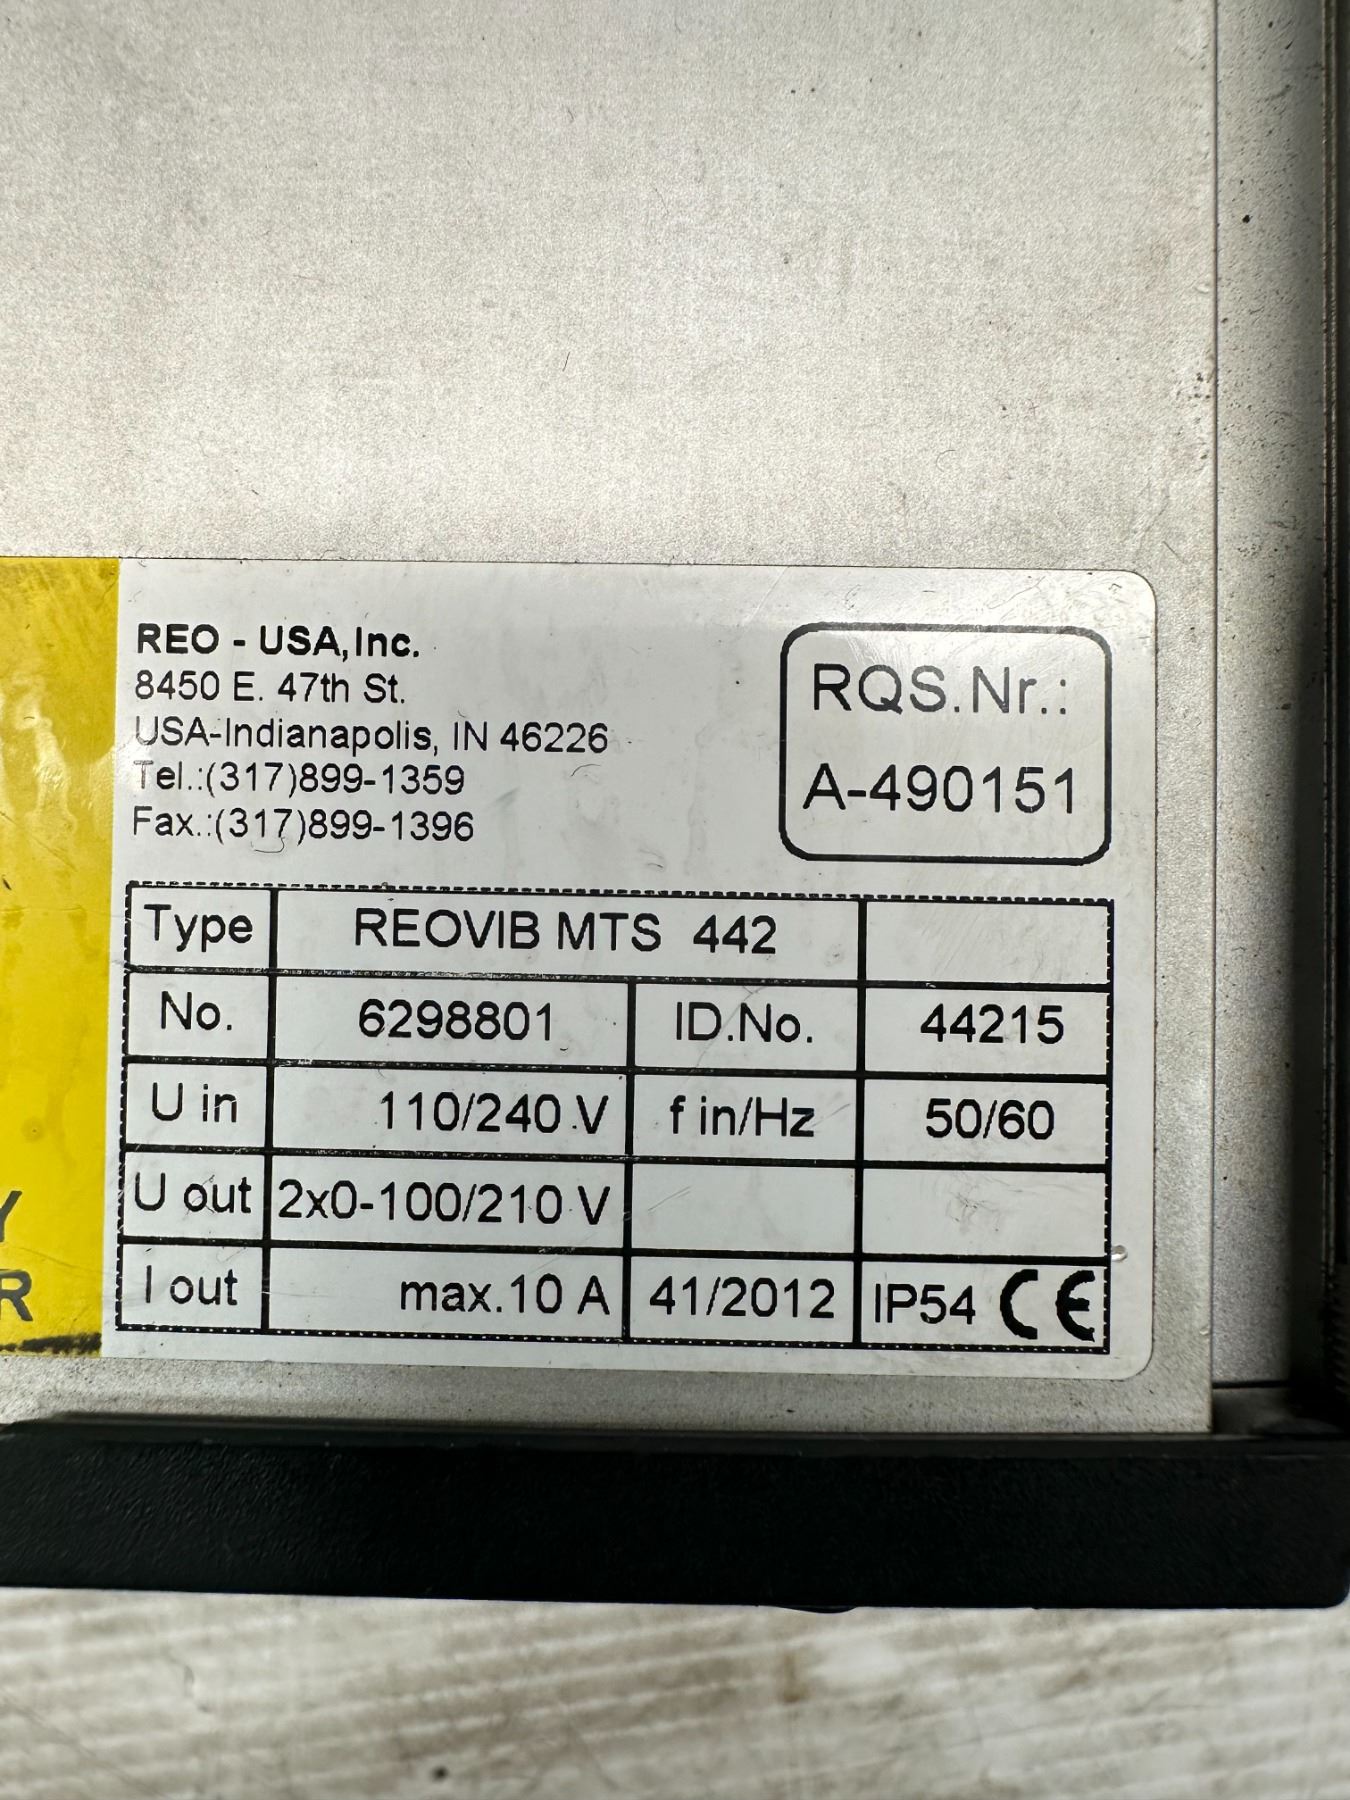 REO - USA, Inc.
8450 E. 47th St.
USA-Indianapolis, IN 46226
Tel.:(317)899-1359
Fax.:(317)899-1396
RQS.Nr.:
A-490151
Type REOVIB MTS 442
No. 6298801 ID.No. 44215
U in 110/240 V f in/Hz 50/60
U out 2x0-100/210 V
I out max.10 A 41/2012 IP54 CE
Y
R